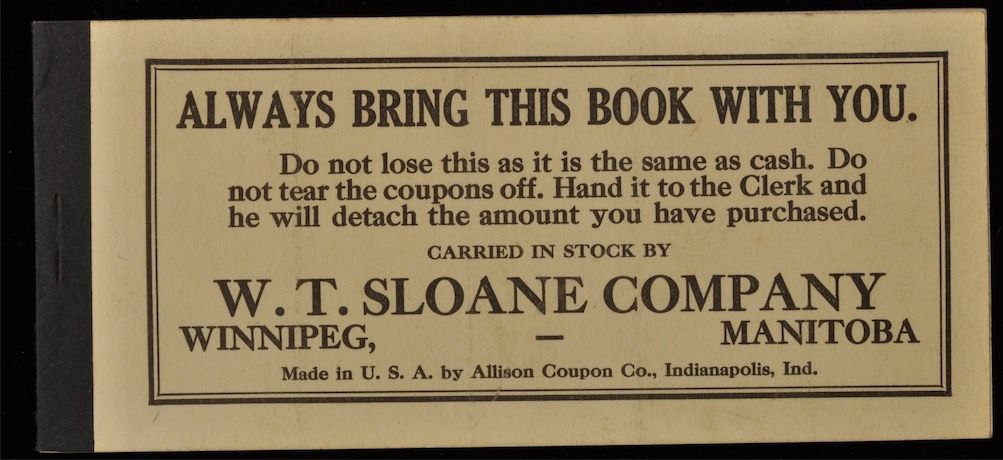 ALWAYS BRING THIS BOOK WITH YOU.
Do not lose this as it is the same as cash. Do
not tear the coupons off. Hand it to the Clerk and
he will detach the amount you have purchased.
CARRIED IN STOCK BY
W. T. SLOANE COMPANY
WINNIPEG, — MANITOBA
Made in U. S. A. by Allison Coupon Co., Indianapolis, Ind.